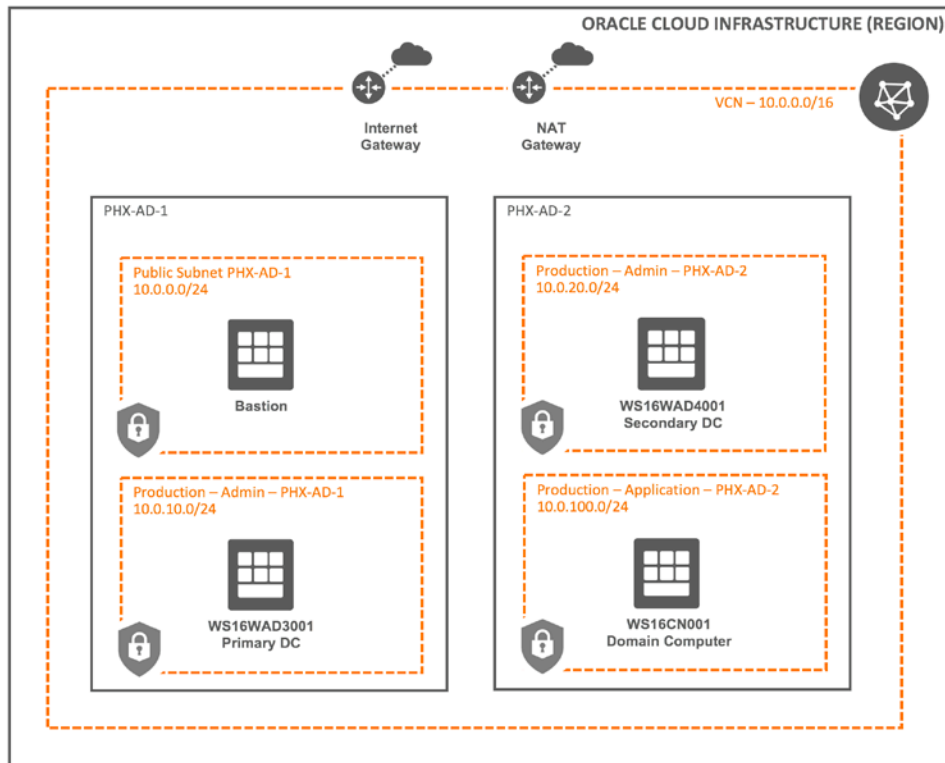 ORACLE CLOUD INFRASTRUCTURE (REGION)
VCN – 10.0.0.0/16
Internet
Gateway
NAT
Gateway
PHX-AD-1
Public Subnet PHX-AD-1
10.0.0.0/24
Bastion
Production – Admin – PHX-AD-1
10.0.10.0/24
WS16WAD3001
Primary DC
PHX-AD-2
Production – Admin – PHX-AD-2
10.0.20.0/24
WS16WAD4001
Secondary DC
Production – Application – PHX-AD-2
10.0.100.0/24
WS16CN001
Domain Computer